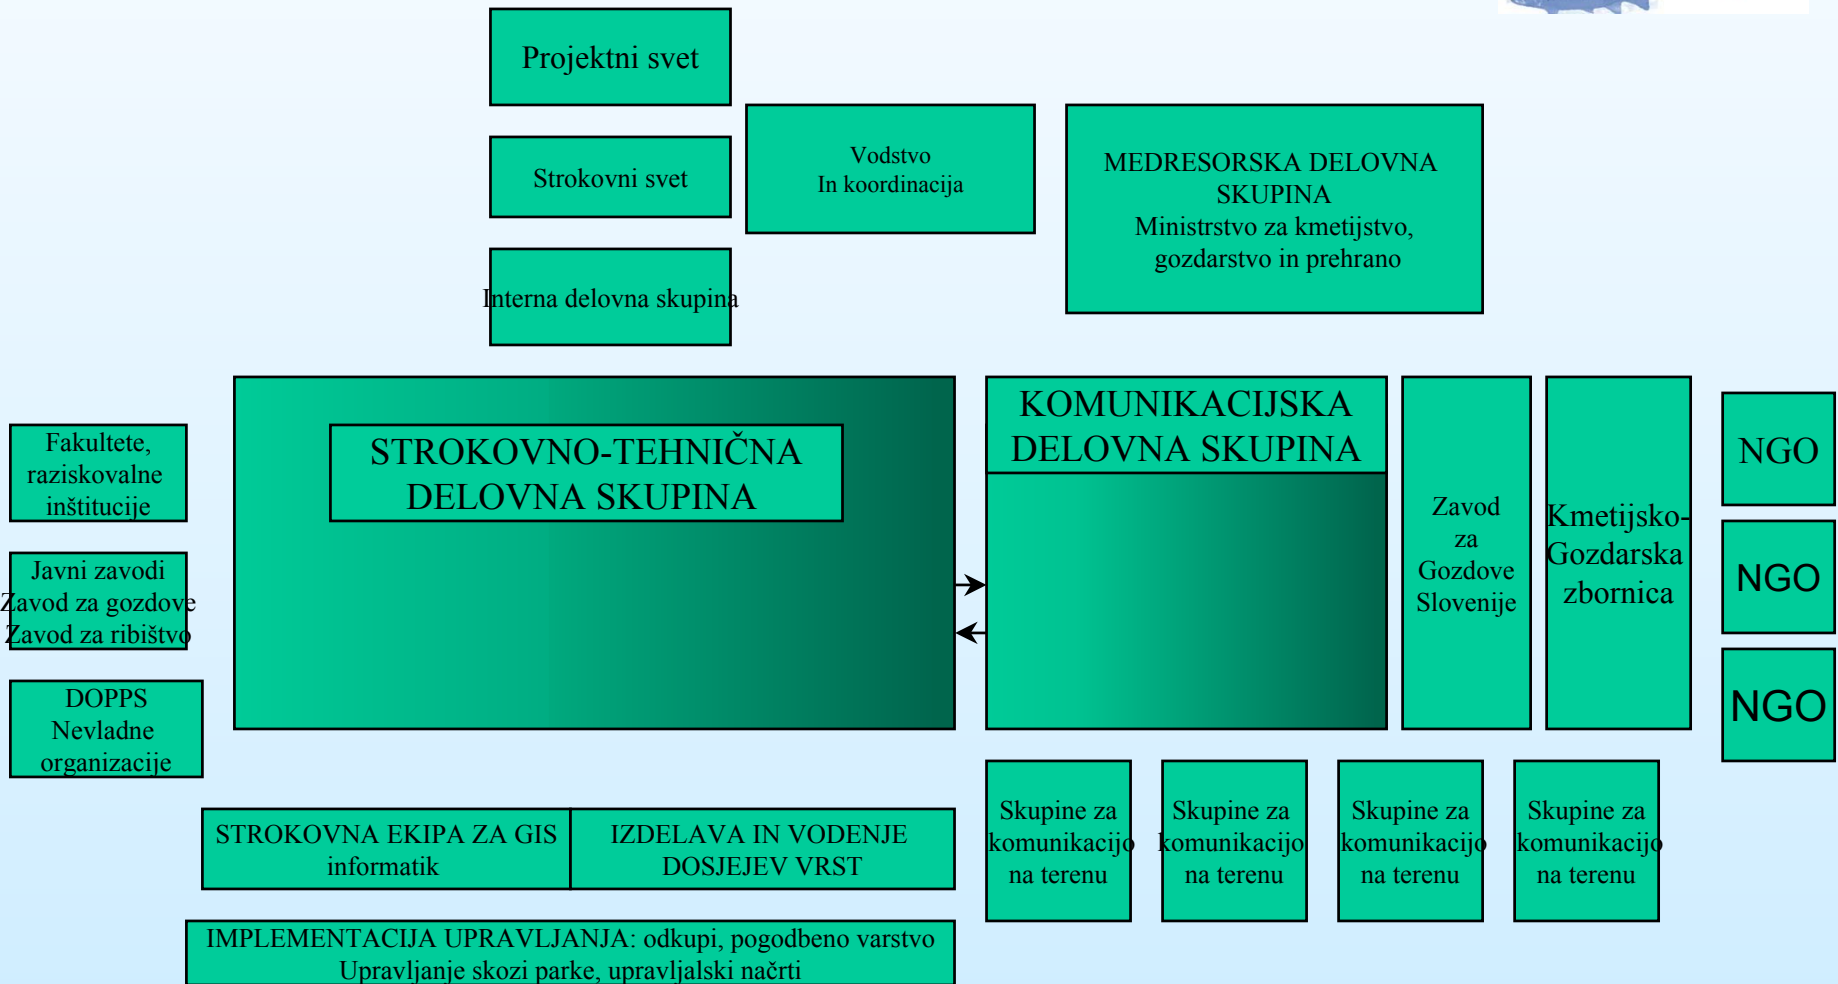 Projektni svet
Strokovni svet
Interna delovna skupina
Vodstvo
In koordinacija
MEDRESORSKA DELOVNA
SKUPINA
Ministrstvo za kmetijstvo,
gozdarstvo in prehrano
Fakultete,
raziskovalne
inštitucije
Javni zavodi
Zavod za gozdove
Zavod za ribištvo
DOPPS
Nevladne
organizacije
STROKOVNO-TEHNIČNA
DELOVNA SKUPINA
KOMUNIKACIJSKA
DELOVNA SKUPINA
Zavod
za
Gozdove
Slovenije
Kmetijsko-
Gozdarska
zbornica
NGO
NGO
NGO
STROKOVNA EKIPA ZA GIS
informatik
IZDELAVA IN VODENJE
DOSJEJEV VRST
Skupine za
komunikacijo
na terenu
Skupine za
komunikacijo
na terenu
Skupine za
komunikacijo
na terenu
Skupine za
komunikacijo
na terenu
IMPLEMENTACIJA UPRAVLJANJA: odkupi, pogodbeno varstvo
Upravljanje skozi parke, upravljalski načrti